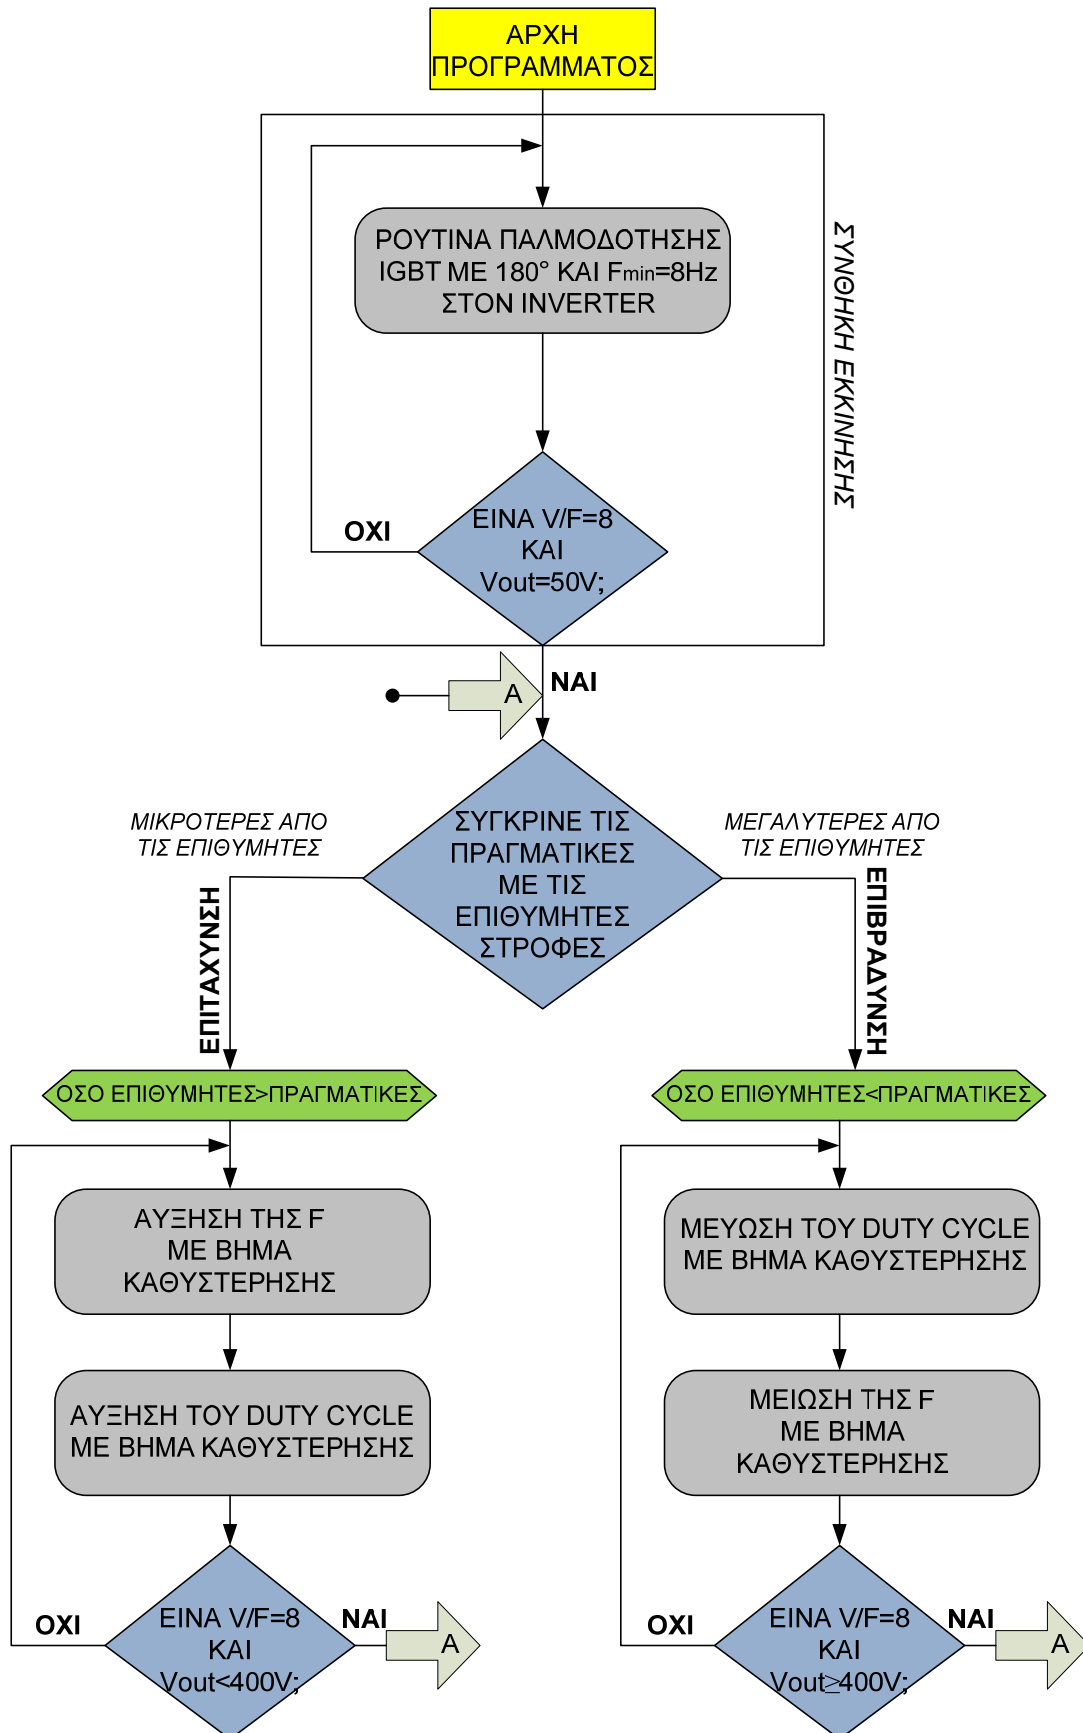 ΑΡΧΗ
ΠΡΟΓΡΑΜΜΑΤΟΣ
ΡΟΥΤΙΝΑ ΠΑΛΜΟΔΟΤΗΣΗΣ
IGBT ΜΕ 180° ΚΑΙ Fmin=8Hz
ΣΤΟΝ INVERTER
ΣΥΝΘΗΚΗ ΕΚΚΙΝΗΣΗΣ
ΕΙΝΑ V/F=8
ΚΑΙ
Vout=50V;
ΟΧΙ
ΝΑΙ
A
ΣΥΓΚΡΙΝΕ ΤΙΣ
ΠΡΑΓΜΑΤΙΚΕΣ
ΜΕ ΤΙΣ
ΕΠΙΘΥΜΗΤΕΣ
ΣΤΡΟΦΕΣ
ΜΙΚΡΟΤΕΡΕΣ ΑΠΟ
ΤΙΣ ΕΠΙΘΥΜΗΤΕΣ
ΜΕΓΑΛΥΤΕΡΕΣ ΑΠΟ
ΤΙΣ ΕΠΙΘΥΜΗΤΕΣ
ΕΠΙΤΑΧΥΝΣΗ
ΕΠΙΒΡΑΔΥΝΣΗ
ΟΣΟ ΕΠΙΘΥΜΗΤΕΣ>ΠΡΑΓΜΑΤΙΚΕΣ
ΑΥΞΗΣΗ ΤΗΣ F
ΜΕ ΒΗΜΑ
ΚΑΘΥΣΤΕΡΗΣΗΣ
ΑΥΞΗΣΗ ΤΟΥ DUTY CYCLE
ΜΕ ΒΗΜΑ ΚΑΘΥΣΤΕΡΗΣΗΣ
ΕΙΝΑ V/F=8
ΚΑΙ
Vout<400V;
ΟΧΙ
ΝΑΙ
A
ΟΣΟ ΕΠΙΘΥΜΗΤΕΣ<ΠΡΑΓΜΑΤΙΚΕΣ
ΜΕΥΩΣΗ ΤΟΥ DUTY CYCLE
ΜΕ ΒΗΜΑ ΚΑΘΥΣΤΕΡΗΣΗΣ
ΜΕΙΩΣΗ ΤΗΣ F
ΜΕ ΒΗΜΑ
ΚΑΘΥΣΤΕΡΗΣΗΣ
ΕΙΝΑ V/F=8
ΚΑΙ
Vout≥400V;
ΟΧΙ
ΝΑΙ
A